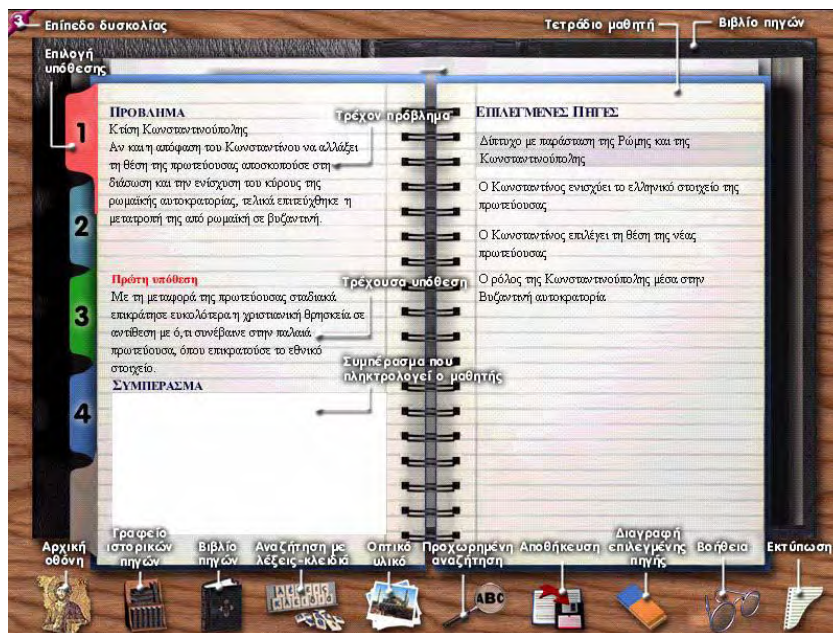 3
Επίπεδο δυσκολίας
Τετράδιο μαθητή
Βιβλίο πηγών
Επιλογή
υπόθεσης
1
2
3
4
ΠΡΟΒΛΗΜΑ
Κτίση Κωνσταντινούπολης
Αν και η απόφαση του Κωνσταντίνου να αλλάξει
τη θέση της πρωτεύουσας αποσκοπούσε στη
διάσωση και την ενίσχυση του κύρους της
ρωμαϊκής αυτοκρατορίας, τελικά επιτεύχθηκε η
μετατροπή της από ρωμαϊκή σε βυζαντινή.
Τρέχον πρόβλημα
Πρώτη υπόθεση
Με τη μεταφορά της πρωτεύουσας σταδιακά
επικράτησε ευκολότερα η χριστιανική θρησκεία σε
αντίθεση με ό,τι συνέβαινε στην παλαιά
πρωτεύουσα, όπου επικρατούσε το εθνικό
στοιχείο.
Τρέχουσα υπόθεση
ΣΥΜΠΕΡΑΣΜΑ
Συμπέρασμα που
πληκτρολογεί ο μαθητής
ΕΠΙΛΕΓΜΕΝΕΣ ΠΗΓΕΣ
Δίπτυχο με παράσταση της Ρώμης και της
Κωνσταντινούπολης
Ο Κωνσταντίνος ενισχύει το ελληνικό στοιχείο της
πρωτεύουσας
Ο Κωνσταντίνος επιλέγει τη θέση της νέας
πρωτεύουσας
Ο ρόλος της Κωνσταντινούπολης μέσα στην
Βυζαντινή αυτοκρατορία
Αρχική
οθόνη
Γραφείο
ιστορικών
πηγών
Βιβλίο
πηγών
Αναζήτηση με
λέξεις-κλειδιά
Οπτικό
υλικό
Προχωρημένη
αναζήτηση
Αποθήκευση
Διαγραφή
επιλεγμένης
πηγής
Βοήθεια
Εκτύπωση
ABC